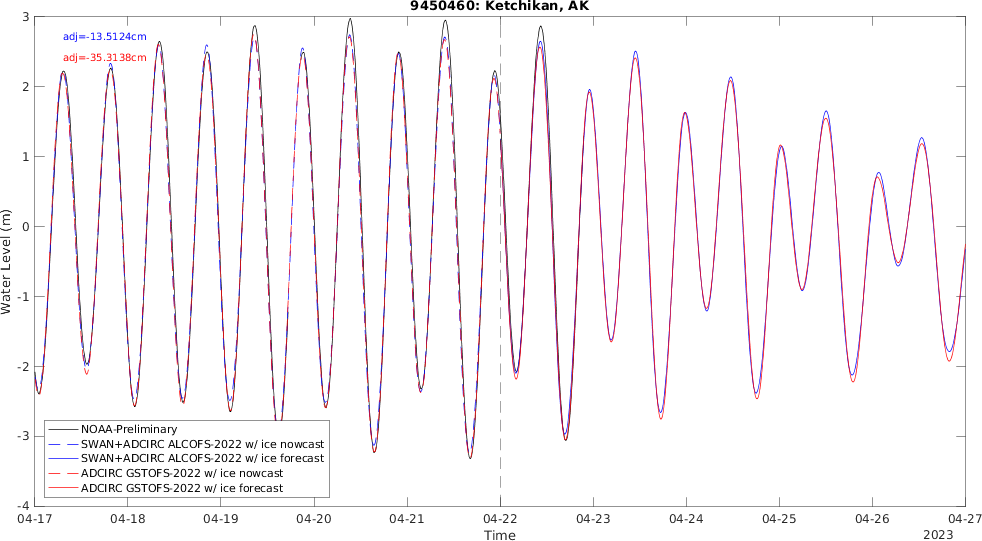 9450460: Ketchikan, AK
adj=-13.5124cm
adj=-35.3138cm
3
2
1
0
-1
-2
-3
-4
Water Level (m)
NOAA-Preliminary
SWAN+ADCIRC ALCOFS-2022 w/ ice nowcast
SWAN+ADCIRC ALCOFS-2022 w/ ice forecast
ADCIRC GSTOFS-2022 w/ ice nowcast
ADCIRC GSTOFS-2022 w/ ice forecast
04-17 04-18 04-19 04-20 04-21 04-22 04-23 04-24 04-25 04-26 04-27
Time
2023